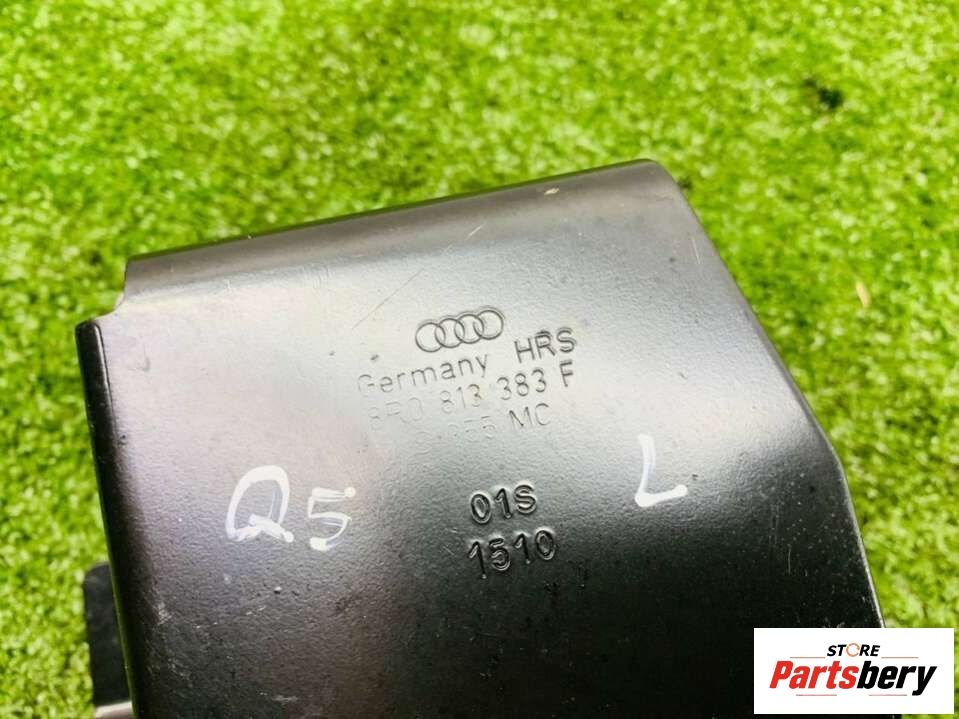 HRS
Germany
8R0 813 383 F
MC
Q5
L
01S
1510
STORE
Partsbery